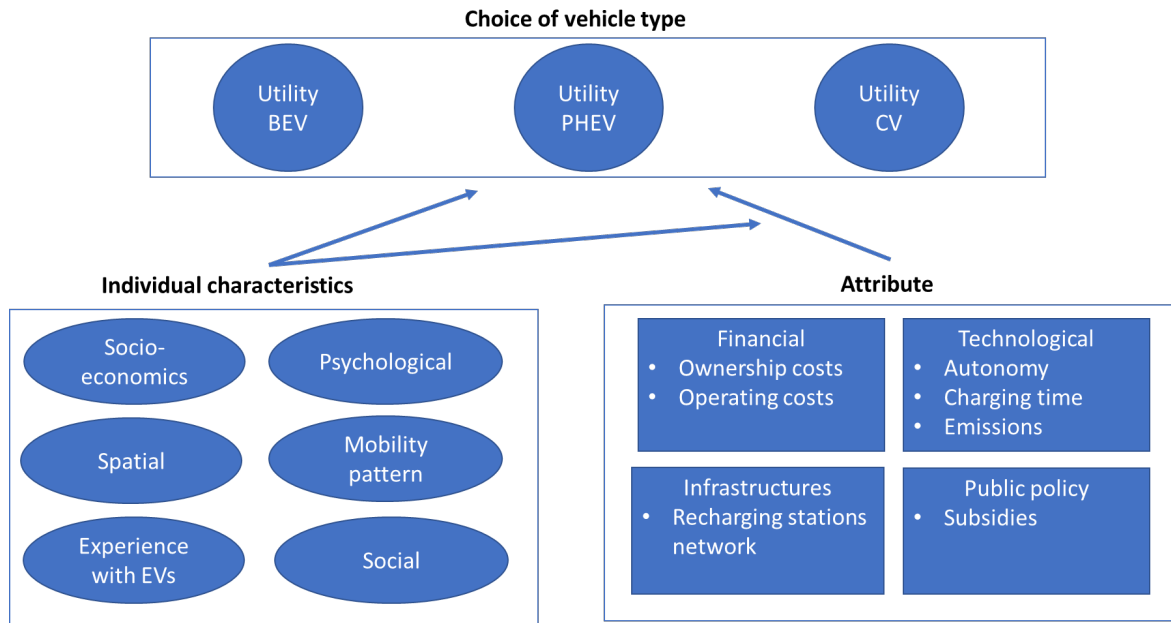 Choice of vehicle type
Utility
BEV
Utility
PHEV
Utility
CV
Individual characteristics
Socio-
economics
Psychological
Spatial
Mobility
pattern
Experience
with EVs
Social
Attribute
Financial
• Ownership costs
• Operating costs
Technological
• Autonomy
• Charging time
• Emissions
Infrastructures
• Recharging stations
network
Public policy
• Subsidies